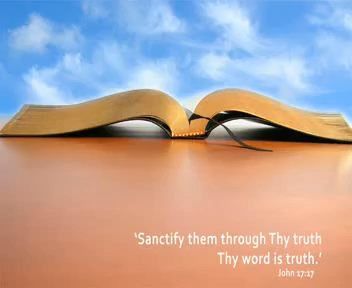 ‘Sanctify them through Thy truth
Thy word is truth.’
John 17:17